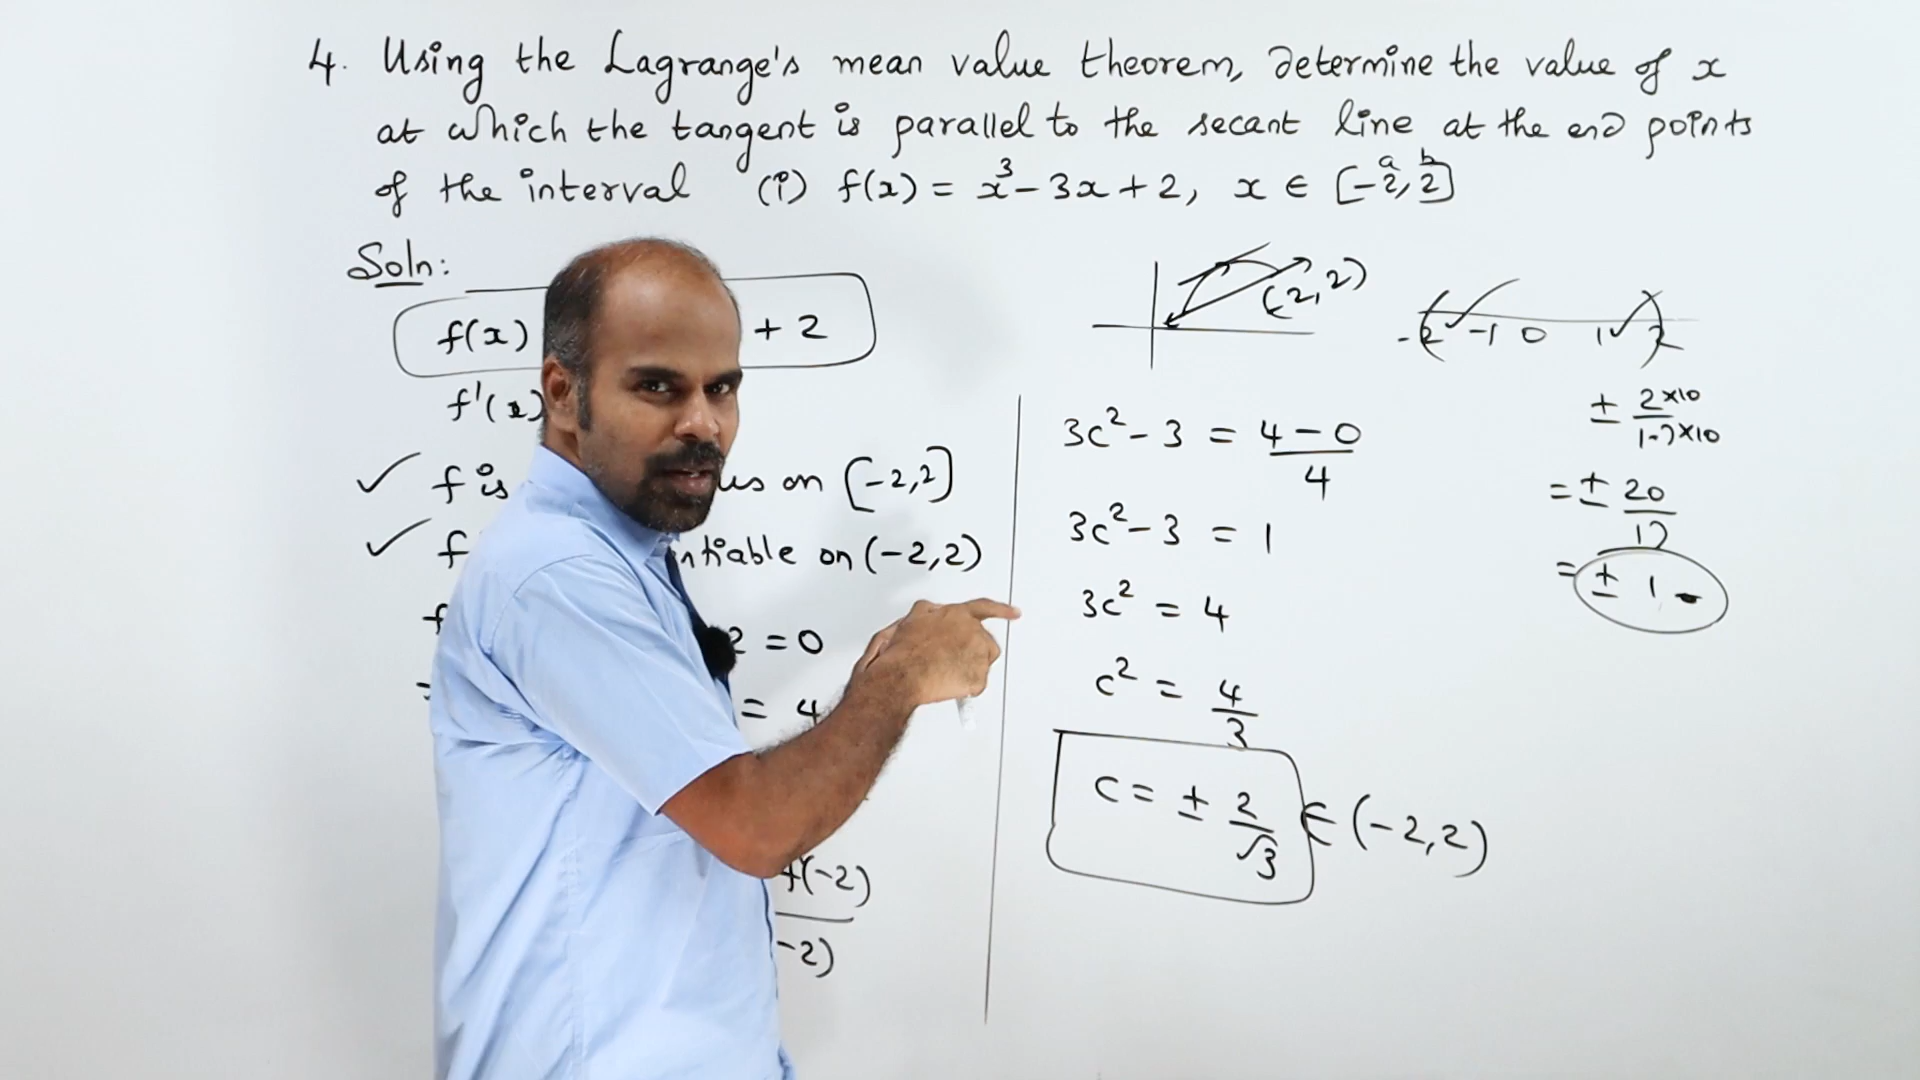 4. Using the Lagrange's mean value theorem, determine the value of x
at which the tangent is parallel to the secant line at the end points
of the interval (i) f(x) = x³ - 3x + 2, x ∈ [-2, 2]
a b
Soln:
f(x) + 2
f'(x)
✓ f is us on [-2,2]
✓ f ntiable on (-2,2)
2 = 0
= 4
f(-2)
-2)
(2,2)
3c² - 3 = 4 - 0 / 4
3c² - 3 = 1
3c² = 4
c² = 4/3
c = ± 2/√3 ∈ (-2,2)
-2 -1 0 1 2
± 2×10 / 1.7×10
= ± 20/17
= ± 1.